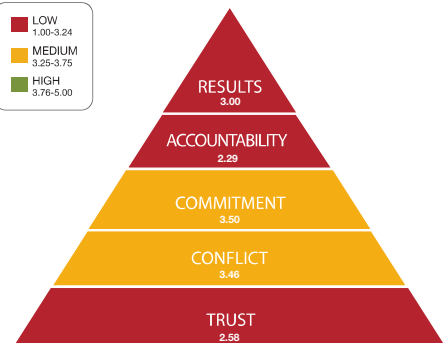 LOW
1.00-3.24
MEDIUM
3.25-3.75
HIGH
3.76-5.00
RESULTS
3.00
ACCOUNTABILITY
2.29
COMMITMENT
3.50
CONFLICT
3.46
TRUST
2.58